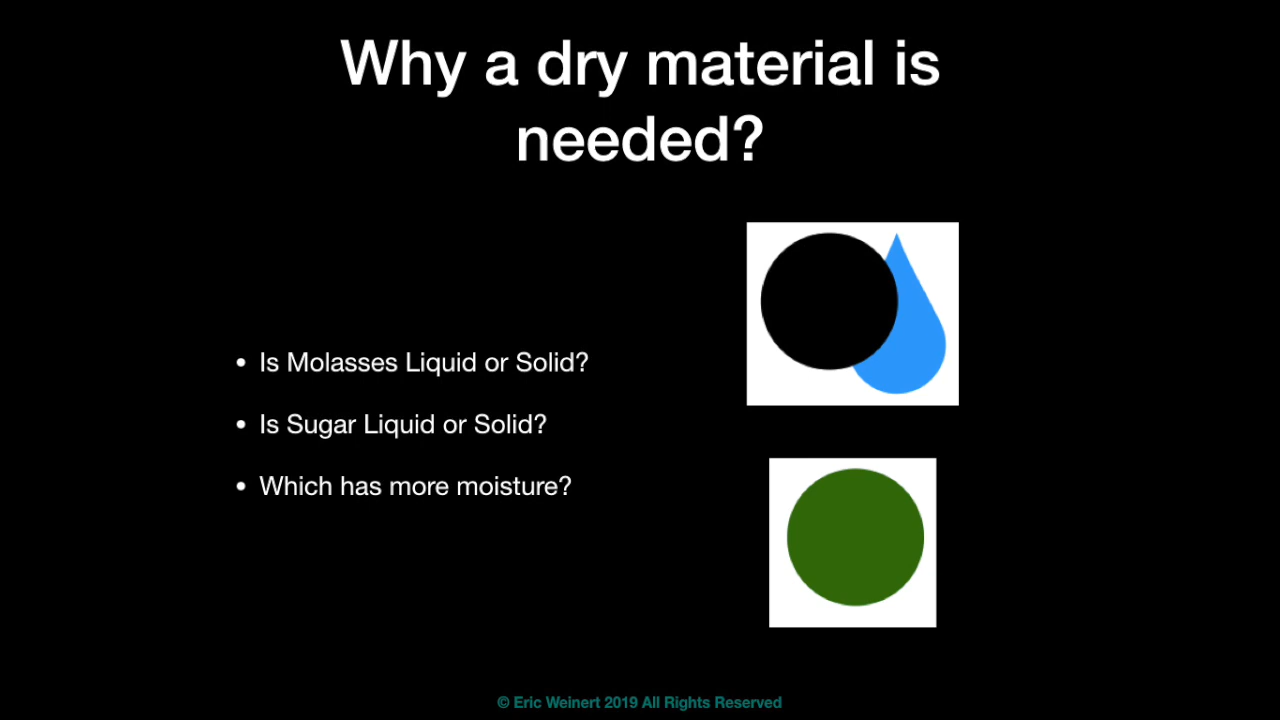 Why a dry material is
needed?
• Is Molasses Liquid or Solid?
• Is Sugar Liquid or Solid?
• Which has more moisture?
© Eric Weinert 2019 All Rights Reserved